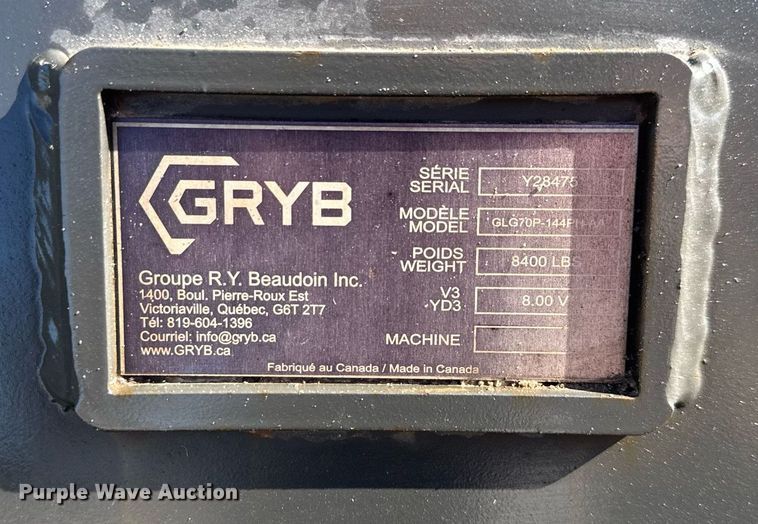 GRYB
Groupe R.Y. Beaudoin Inc.
1400, Boul. Pierre-Roux Est
Victoriaville, Québec, G6T 2T7
Tél: 819-604-1396
Courriel: info@gryb.ca
www.GRYB.ca
SÉRIE
SERIAL
Y28475
MODÈLE
MODEL
POIDS
WEIGHT
8400 LBS
V3
YD3
8.00 V
MACHINE
Fabriqué au Canada / Made in Canada
Purple Wave Auction